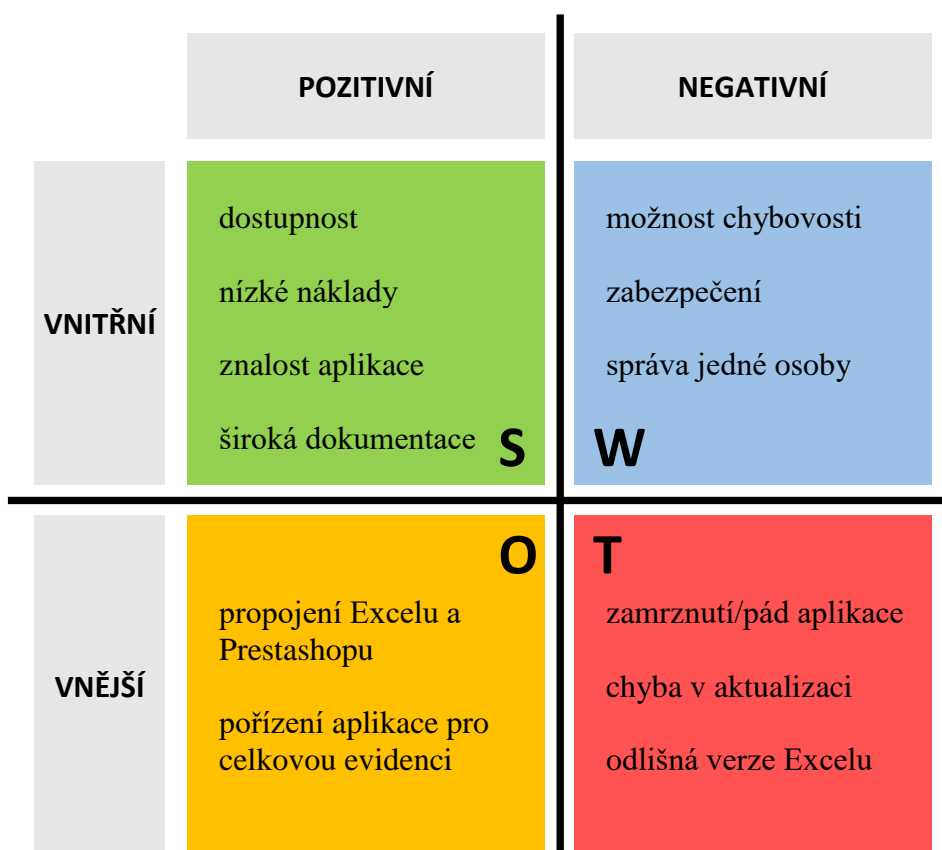 POZITIVNÍ
NEGATIVNÍ
VNITŘNÍ
dostupnost
nízké náklady
znalost aplikace
široká dokumentace
S
možnost chybovosti
zabezpečení
správa jedné osoby
W
VNĚJŠÍ
O
propojení Excelu a
Prestashopu
pořízení aplikace pro
celkovou evidenci
T
zamrznutí/pád aplikace
chyba v aktualizaci
odlišná verze Excelu